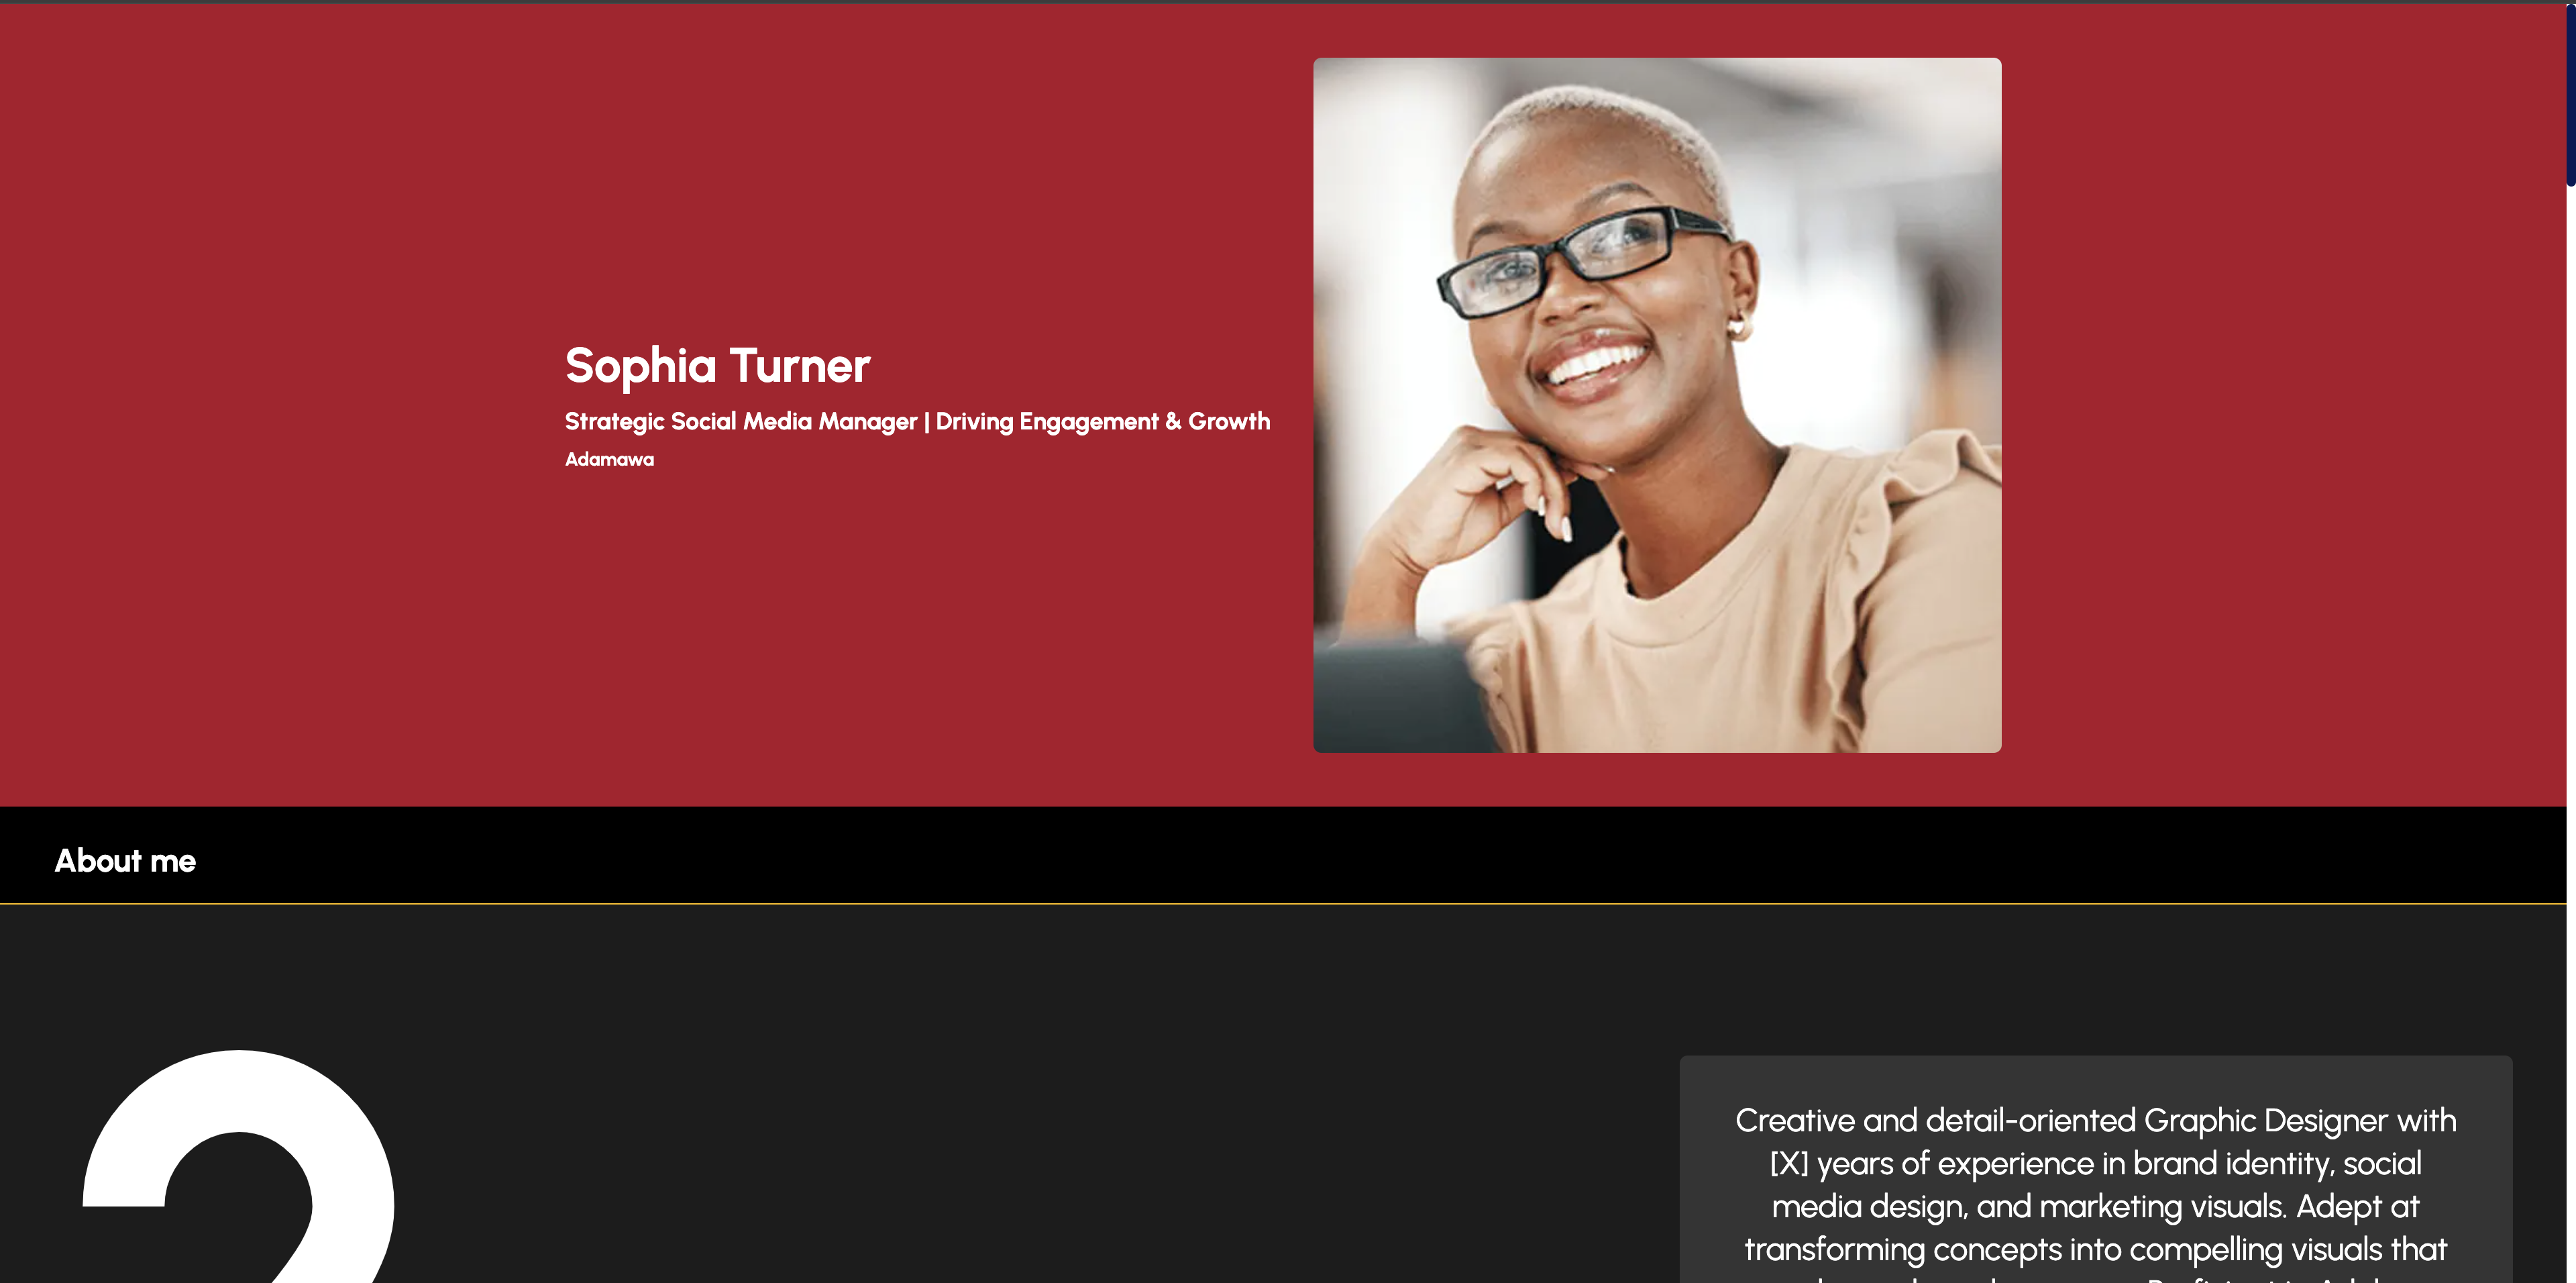 Sophia Turner
Strategic Social Media Manager | Driving Engagement & Growth
Adamawa
About me
2
Creative and detail-oriented Graphic Designer with
[X] years of experience in brand identity, social
media design, and marketing visuals. Adept at
transforming concepts into compelling visuals that